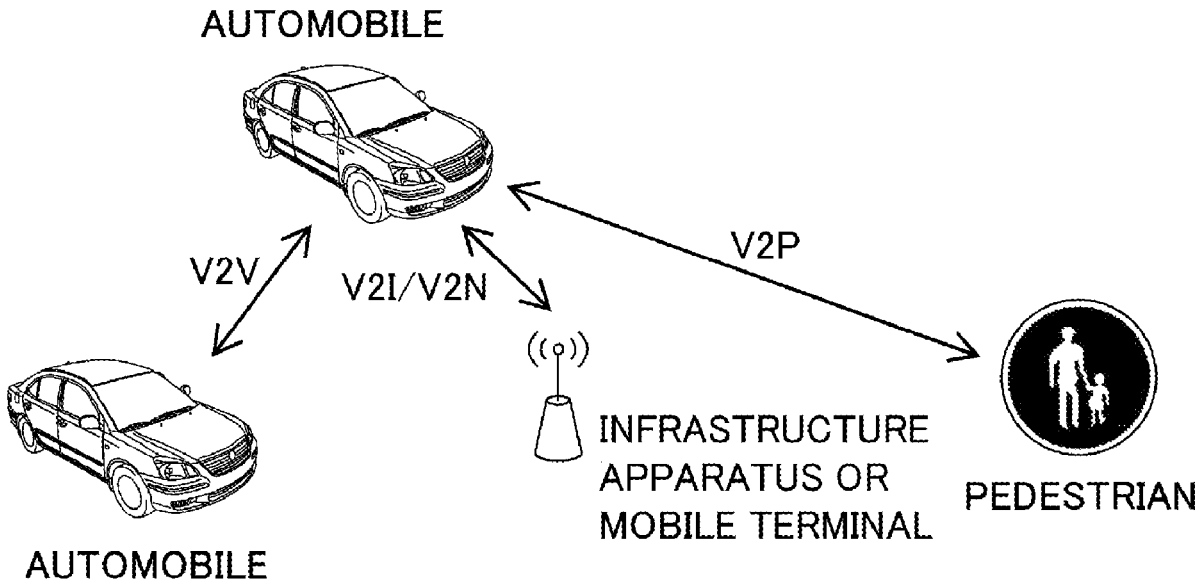 AUTOMOBILE
V2P
V2V
V2I/V2N
INFRASTRUCTURE
APPARATUS OR
MOBILE TERMINAL
PEDESTRIAN
AUTOMOBILE